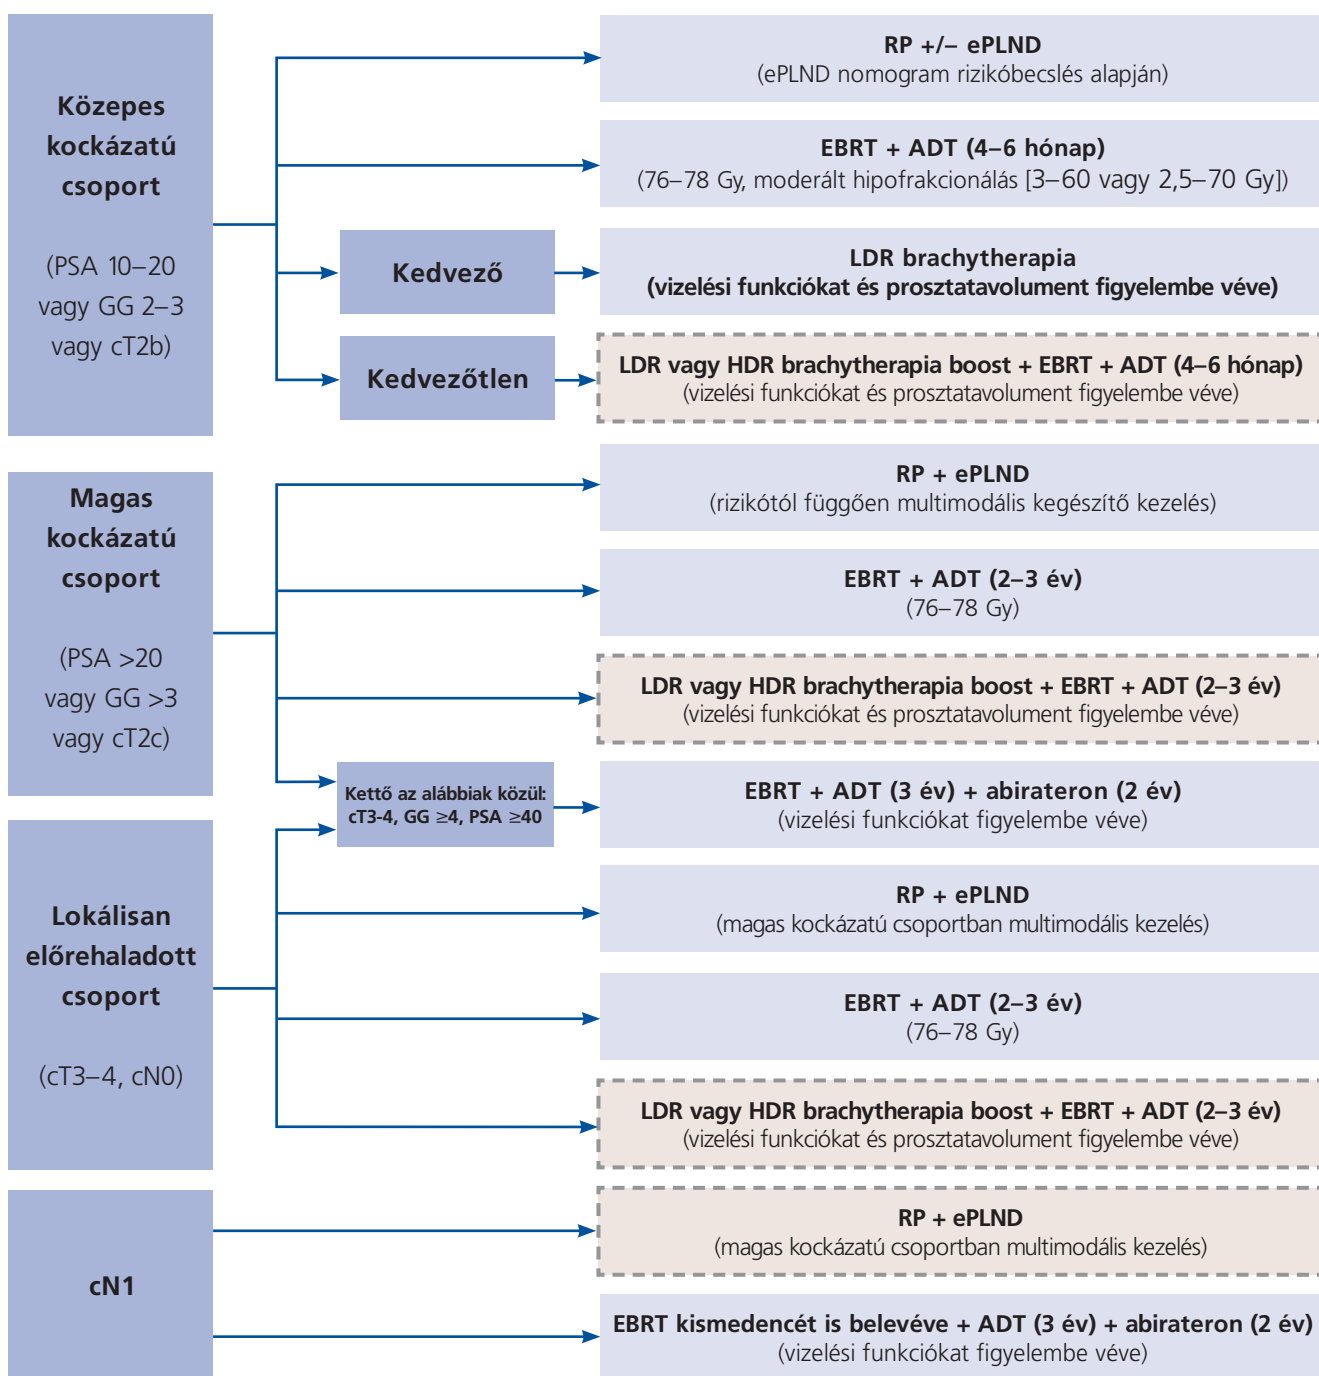 Közepes
kockázatú
csoport
(PSA 10–20
vagy GG 2–3
vagy cT2b)
RP +/– ePLND
(ePLND nomogram rizikóbecslés alapján)
EBRT + ADT (4–6 hónap)
(76–78 Gy, moderált hipofrakcionálás [3–60 vagy 2,5–70 Gy])
Kedvező
LDR brachytherapia
(vizelési funkciókat és prosztatavolument figyelembe véve)
Kedvezőtlen
LDR vagy HDR brachytherapia boost + EBRT + ADT (4–6 hónap)
(vizelési funkciókat és prosztatavolument figyelembe véve)
Magas
kockázatú
csoport
(PSA >20
vagy GG >3
vagy cT2c)
RP + ePLND
(rizikótól függően multimodális kegészítő kezelés)
EBRT + ADT (2–3 év)
(76–78 Gy)
LDR vagy HDR brachytherapia boost + EBRT + ADT (2–3 év)
(vizelési funkciókat és prosztatavolument figyelembe véve)
Kettő az alábbiak közül:
cT3-4, GG ≥4, PSA ≥40
EBRT + ADT (3 év) + abirateron (2 év)
(vizelési funkciókat figyelembe véve)
Lokálisan
előrehaladott
csoport
(cT3–4, cN0)
RP + ePLND
(magas kockázatú csoportban multimodális kezelés)
EBRT + ADT (2–3 év)
(76–78 Gy)
LDR vagy HDR brachytherapia boost + EBRT + ADT (2–3 év)
(vizelési funkciókat és prosztatavolument figyelembe véve)
cN1
RP + ePLND
(magas kockázatú csoportban multimodális kezelés)
EBRT kismedencét is belevéve + ADT (3 év) + abirateron (2 év)
(vizelési funkciókat figyelembe véve)